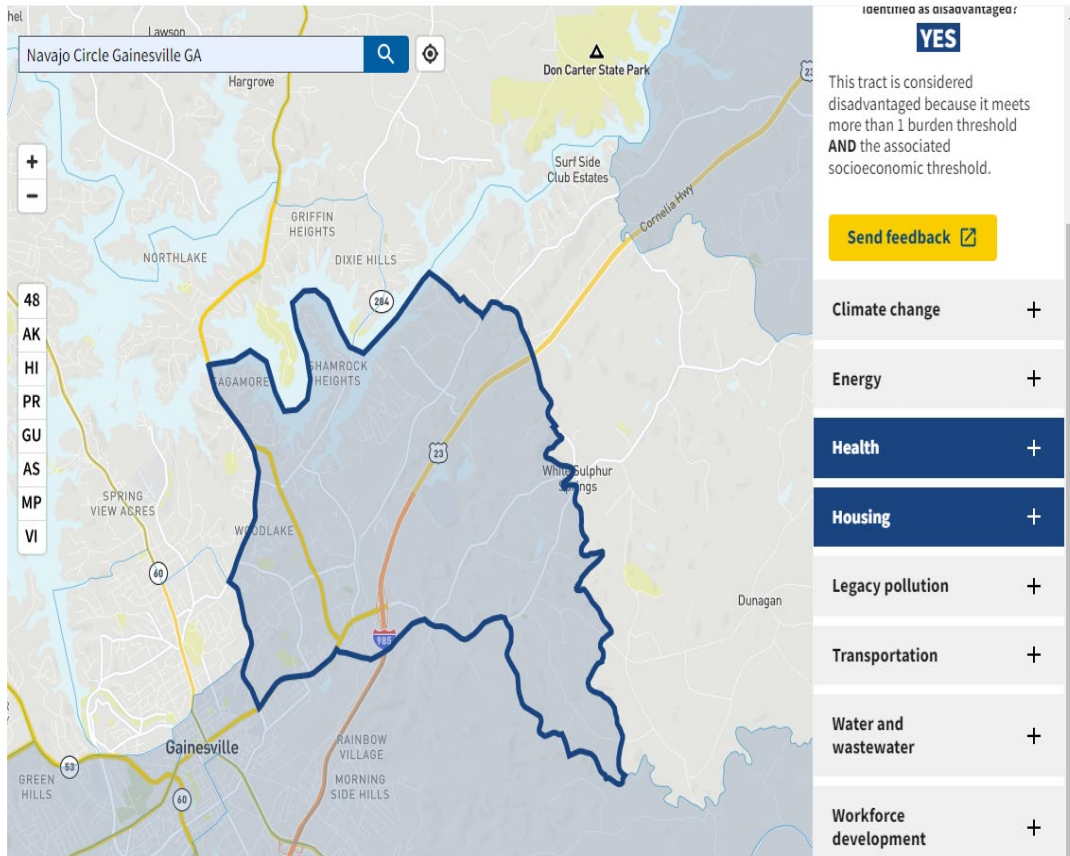 hel
Lawson
Navajo Circle Gainesville GA
Hargrove
Don Carter State Park
23
Surf Side
Club Estates
Cornelia Hwy
GRIFFIN
HEIGHTS
NORTHLAKE
DIXIE HILLS
284
48
AK
HI
PR
GU
AS
MP
VI
SHAMROCK
HEIGHTS
SAGAMORE
23
White Sulphur
Springs
SPRING
VIEW ACRES
WOODLAKE
60
Dunagan
985
Gainesville
RAINBOW
VILLAGE
53
GREEN
HILLS
MORNING
SIDE HILLS
60
Identified as disadvantaged?
YES
This tract is considered
disadvantaged because it meets
more than 1 burden threshold
AND the associated
socioeconomic threshold.
Send feedback
Climate change
Energy
Health
Housing
Legacy pollution
Transportation
Water and
wastewater
Workforce
development